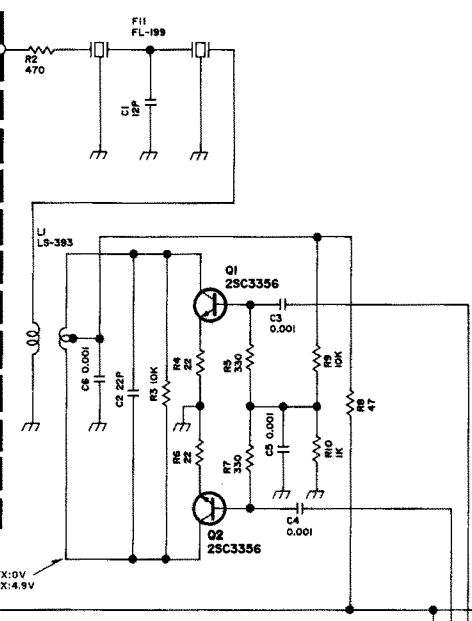 FI1
FL-199
R2
470
C1
12P
L1
LS-393
Q1
2SC3356
C3
0.001
C6 0.001
C2 22P
R3 10K
R4
22
R5
330
R9
10K
R8
47
R6
22
R7
330
C5 0.001
R10
1K
C4
0.001
Q2
2SC3356
X:0V
X:4.9V